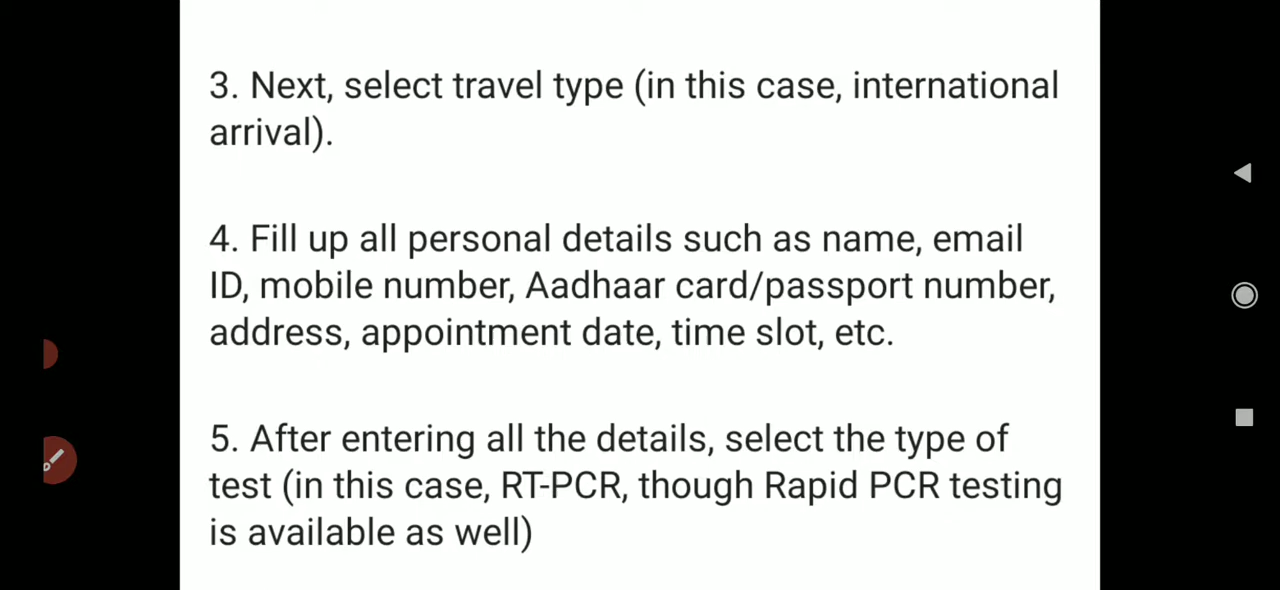 3. Next, select travel type (in this case, international
arrival).
4. Fill up all personal details such as name, email
ID, mobile number, Aadhaar card/passport number,
address, appointment date, time slot, etc.
5. After entering all the details, select the type of
test (in this case, RT-PCR, though Rapid PCR testing
is available as well)